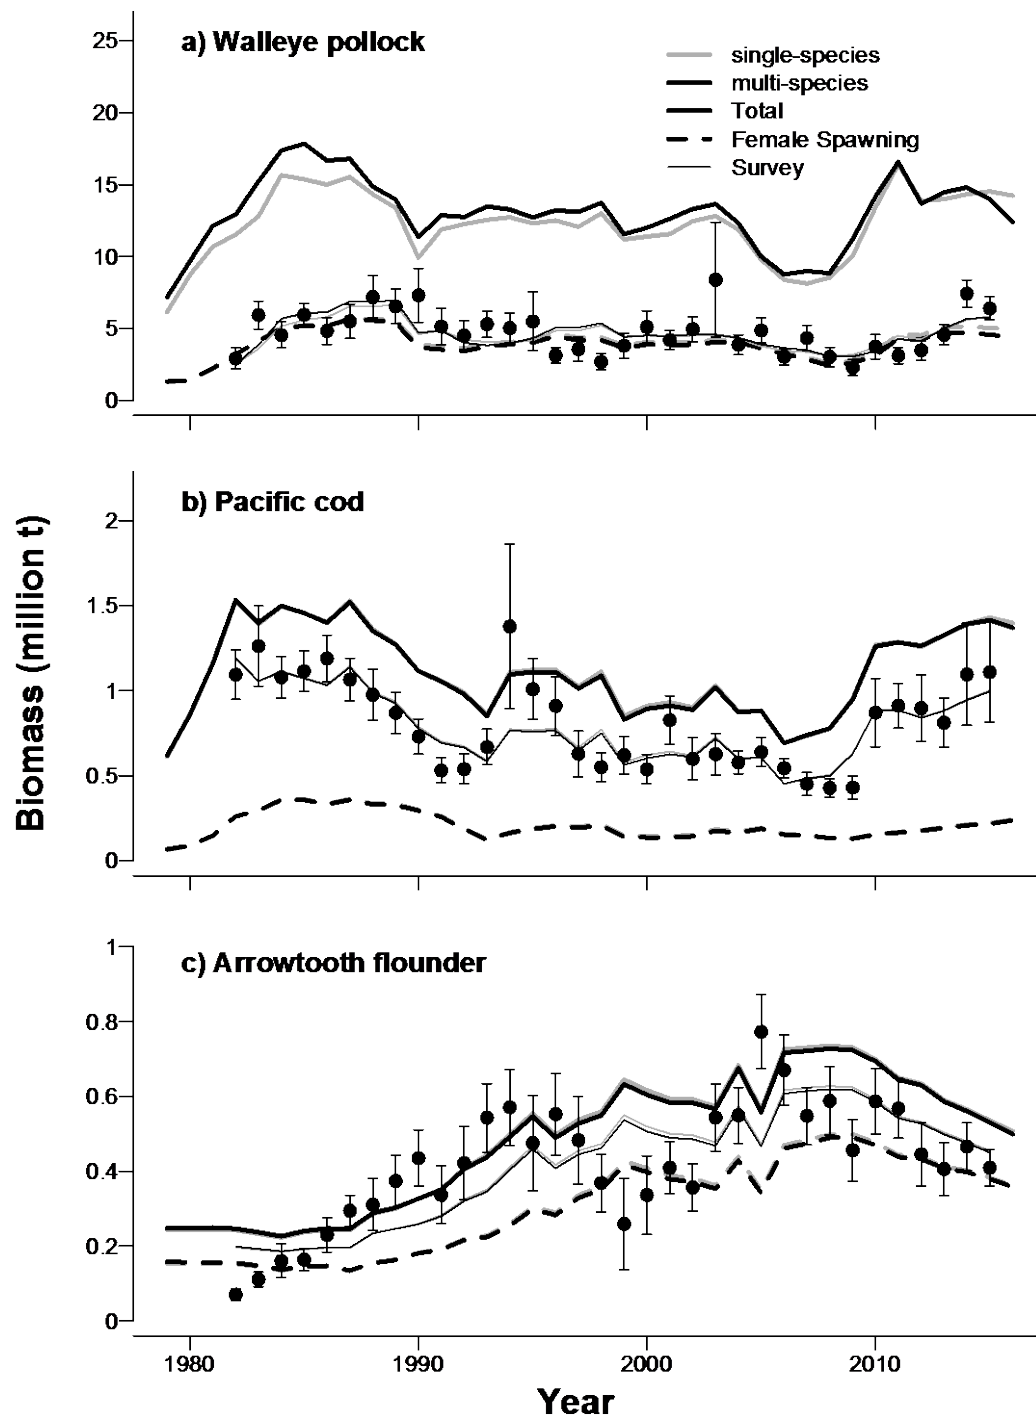 a) Walleye pollock
single-species
multi-species
Total
Female Spawning
Survey
25
20
15
10
5
0
b) Pacific cod
2
1.5
1
0.5
0
Biomass (million t)
c) Arrowtooth flounder
1
0.8
0.6
0.4
0.2
0
1980 1990 2000 2010
Year